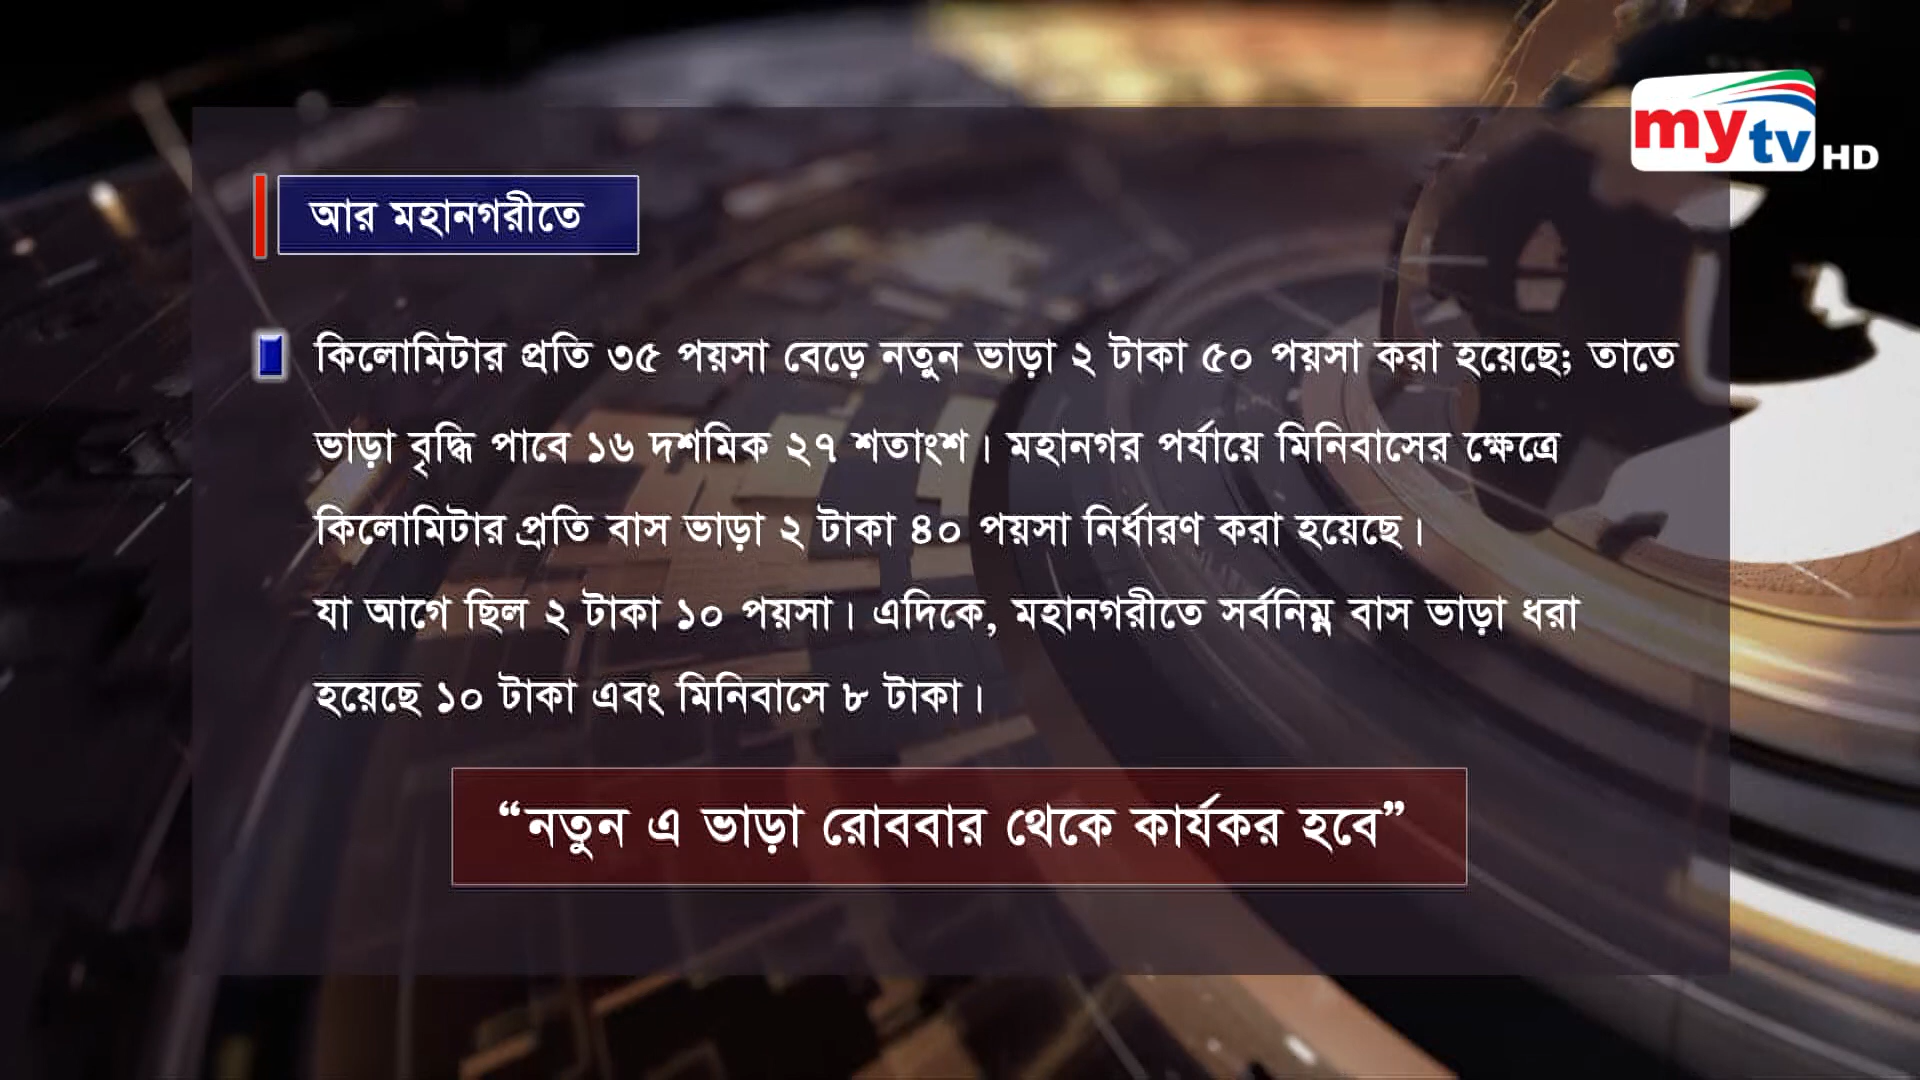 my tv HD
আর মহানগরীতে
কিলোমিটার প্রতি ৩৫ পয়সা বেড়ে নতুন ভাড়া ২ টাকা ৫০ পয়সা করা হয়েছে; তাতে
ভাড়া বৃদ্ধি পাবে ১৬ দশমিক ২৭ শতাংশ। মহানগর পর্যায়ে মিনিবাসের ক্ষেত্রে
কিলোমিটার প্রতি বাস ভাড়া ২ টাকা ৪০ পয়সা নির্ধারণ করা হয়েছে।
যা আগে ছিল ২ টাকা ১০ পয়সা। এদিকে, মহানগরীতে সর্বনিম্ন বাস ভাড়া ধরা
হয়েছে ১০ টাকা এবং মিনিবাসে ৮ টাকা।
“নতুন এ ভাড়া রোববার থেকে কার্যকর হবে”